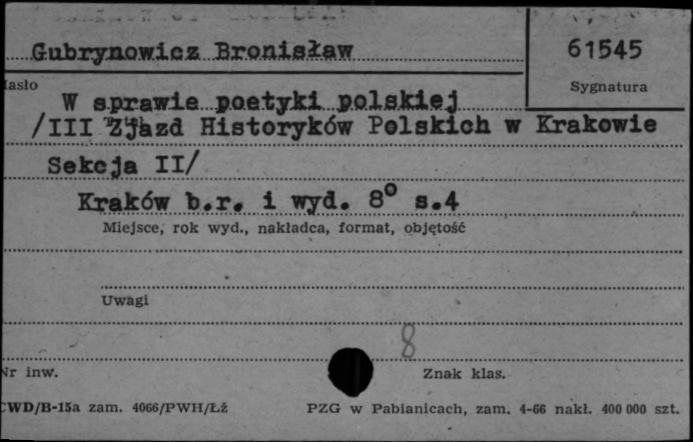 Gubrynowicz Bronisław
61545
Hasło
Sygnatura
W sprawie poetyki polskiej
/III Zjazd Historyków Polskich w Krakowie
Sekcja II/
Kraków b.r. i wyd. 8° s.4
Miejsce, rok wyd., nakładca, format, objętość
Uwagi
8
Nr inw.
Znak klas.
CWD/B-15a zam. 4066/PWH/Łź
PZG w Pabianicach, zam. 4-66 nakł. 400 000 szt.